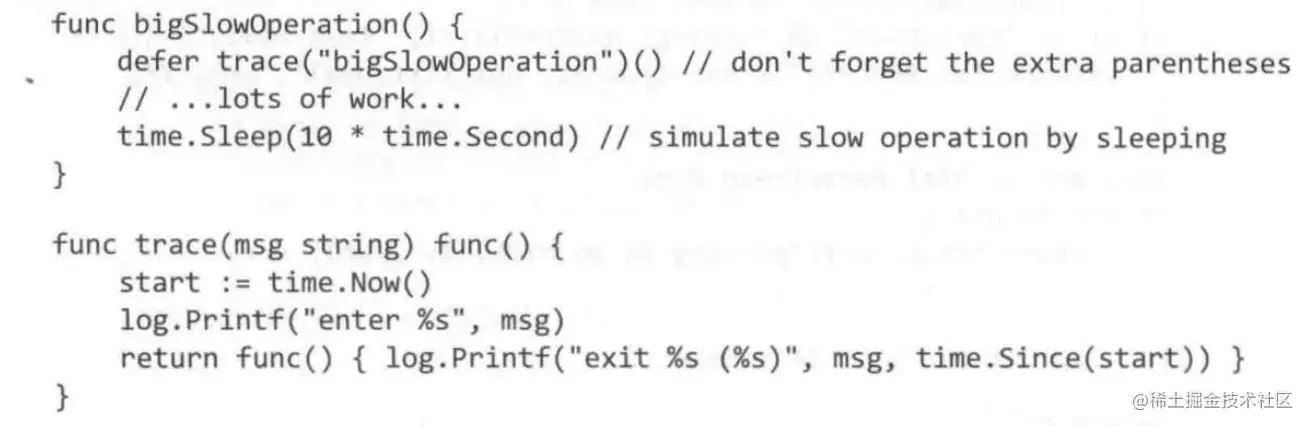 func bigSlowOperation() {
    defer trace("bigSlowOperation")() // don't forget the extra parentheses
    // ...lots of work...
    time.Sleep(10 * time.Second) // simulate slow operation by sleeping
}
func trace(msg string) func() {
    start := time.Now()
    log.Printf("enter %s", msg)
    return func() { log.Printf("exit %s (%s)", msg, time.Since(start)) }
}
@稀土掘金技术社区